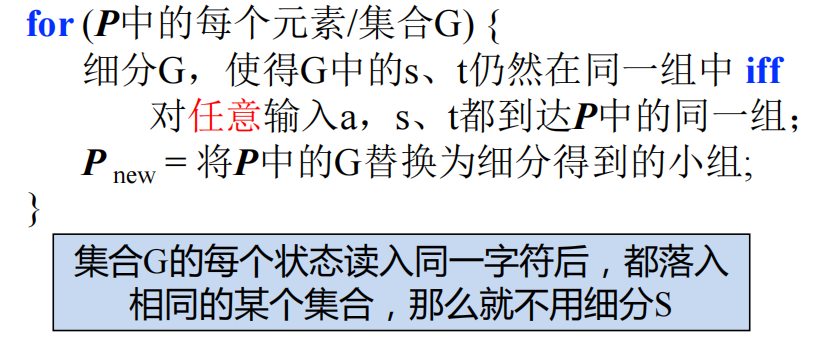 for (P中的每个元素/集合G) {
细分G，使得G中的s、t仍然在同一组中 iff
对任意输入a，s、t都到达P中的同一组；
P new = 将P中的G替换为细分得到的小组;
}
集合G的每个状态读入同一字符后，都落入
相同的某个集合，那么就不用细分S